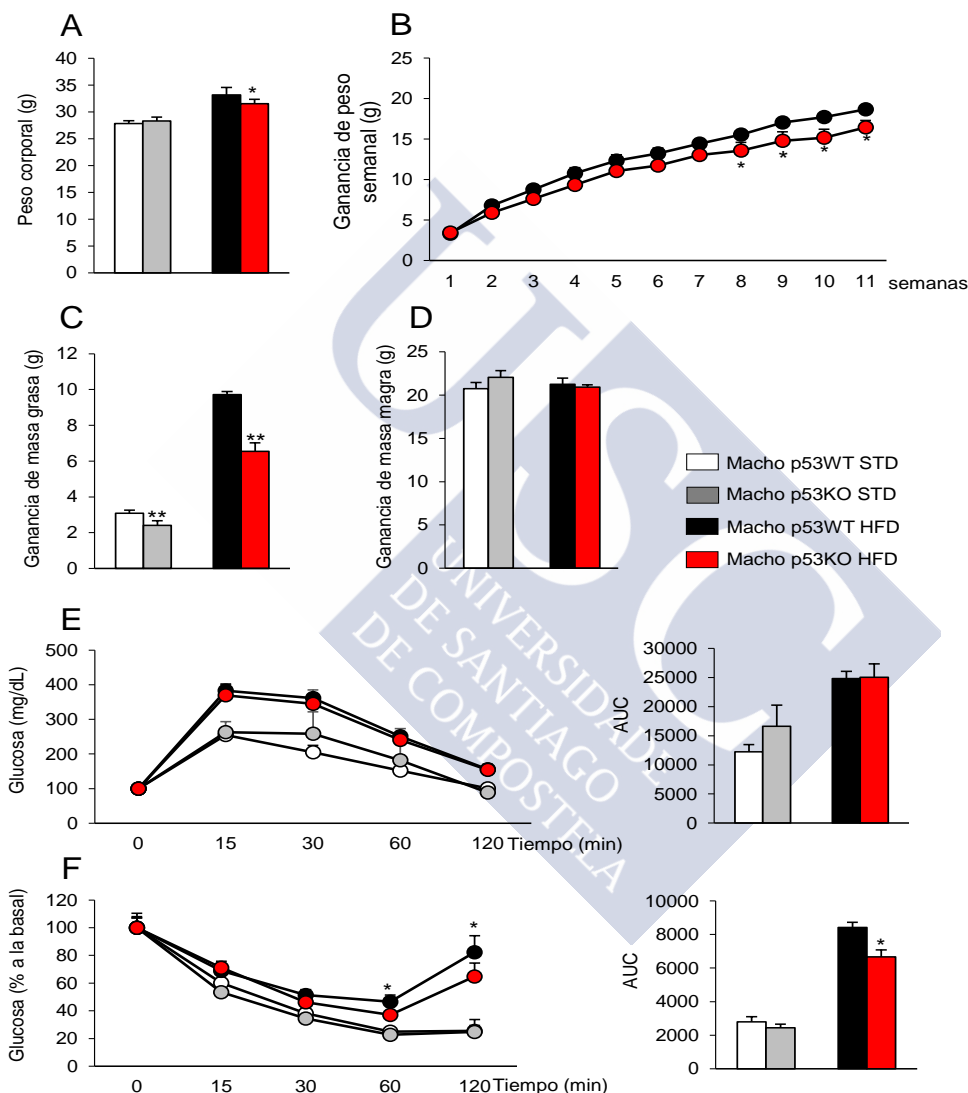 A
Peso corporal (g)
40
35
30
25
20
15
10
5
0
*
B
Ganancia de peso
semanal (g)
25
20
15
10
5
0
*
*
*
*
1 2 3 4 5 6 7 8 9 10 11 semanas
C
Ganancia de masa grasa (g)
12
10
8
6
4
2
0
**
**
D
Ganancia de masa magra (g)
25
20
15
10
5
0
Macho p53WT STD
Macho p53KO STD
Macho p53WT HFD
Macho p53KO HFD
USC
UNIVERSIDADE
DE SANTIAGO
DE COMPOSTELA
E
Glucosa (mg/dL)
500
400
300
200
100
0
0 15 30 60 120 Tiempo (min)
AUC
30000
25000
20000
15000
10000
5000
0
F
Glucosa (% a la basal)
120
100
80
60
40
20
0
*
*
0 15 30 60 120 Tiempo (min)
AUC
10000
8000
6000
4000
2000
0
*